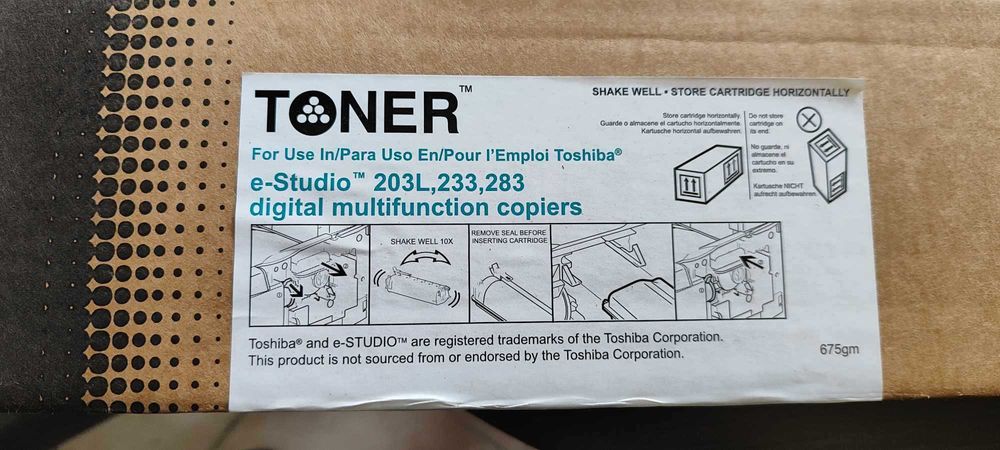 TONER™
SHAKE WELL • STORE CARTRIDGE HORIZONTALLY
Store cartridge horizontally.
Guarde o almacene el cartucho horizontalmente.
Kartusche horizontal aufbewahren.
Do not store
cartridge on
its end.
No guarde, ni
almacene el
cartucho en su
extremo.
Kartusche NICHT
aufrecht aufbewahren.
For Use In/Para Uso En/Pour l'Emploi Toshiba®
e-Studio™ 203L,233,283
digital multifunction copiers
SHAKE WELL 10X
REMOVE SEAL BEFORE
INSERTING CARTRIDGE
Toshiba® and e-STUDIO™ are registered trademarks of the Toshiba Corporation.
This product is not sourced from or endorsed by the Toshiba Corporation.
675gm